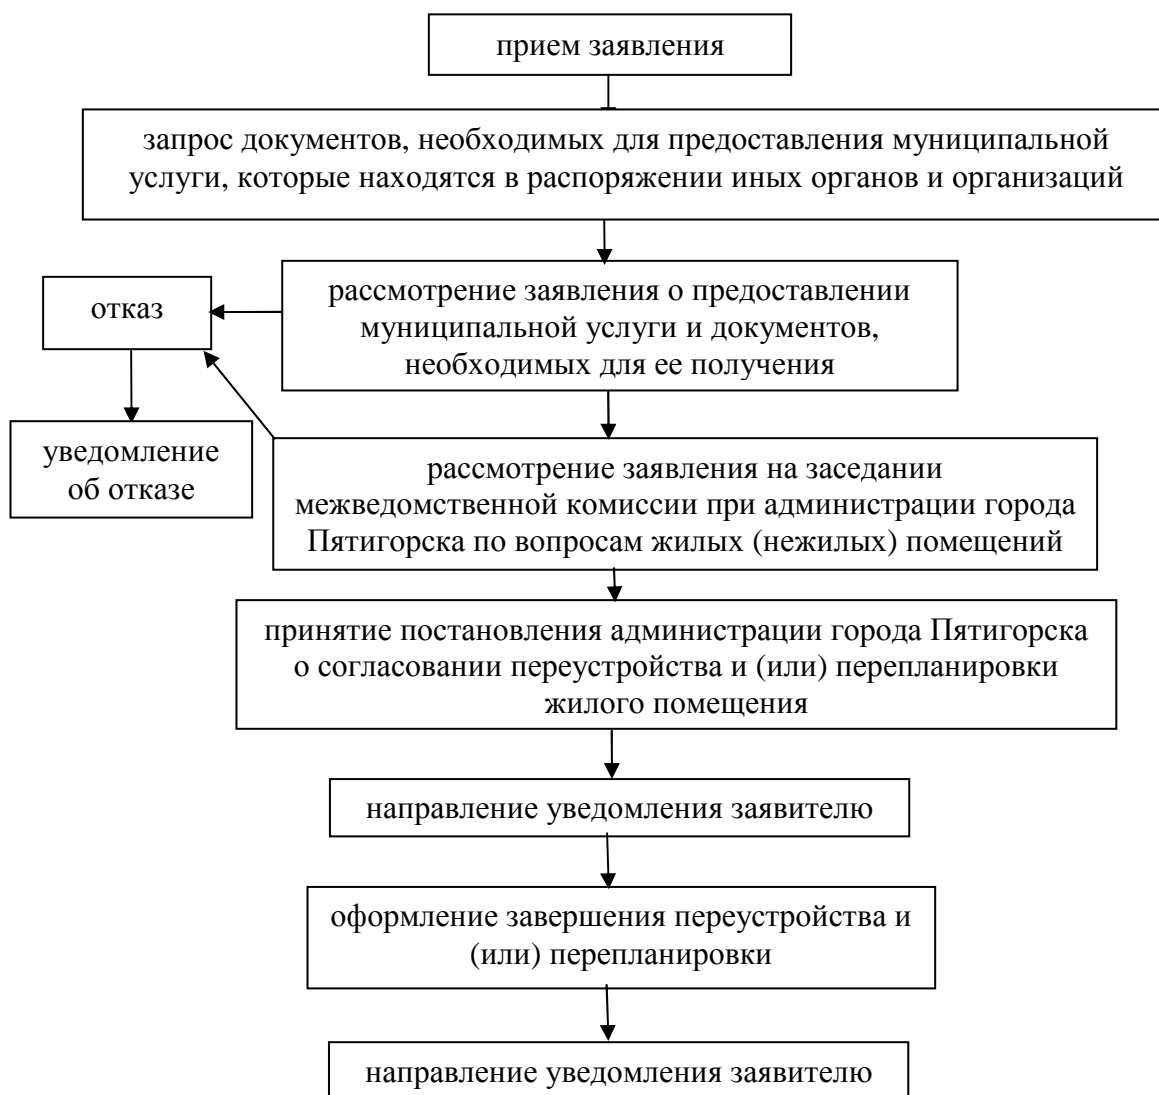 прием заявления
запрос документов, необходимых для предоставления муниципальной
услуги, которые находятся в распоряжении иных органов и организаций
рассмотрение заявления о предоставлении
муниципальной услуги и документов,
необходимых для ее получения
отказ
уведомление
об отказе
рассмотрение заявления на заседании
межведомственной комиссии при администрации города
Пятигорска по вопросам жилых (нежилых) помещений
принятие постановления администрации города Пятигорска
о согласовании переустройства и (или) перепланировки
жилого помещения
направление уведомления заявителю
оформление завершения переустройства и
(или) перепланировки
направление уведомления заявителю